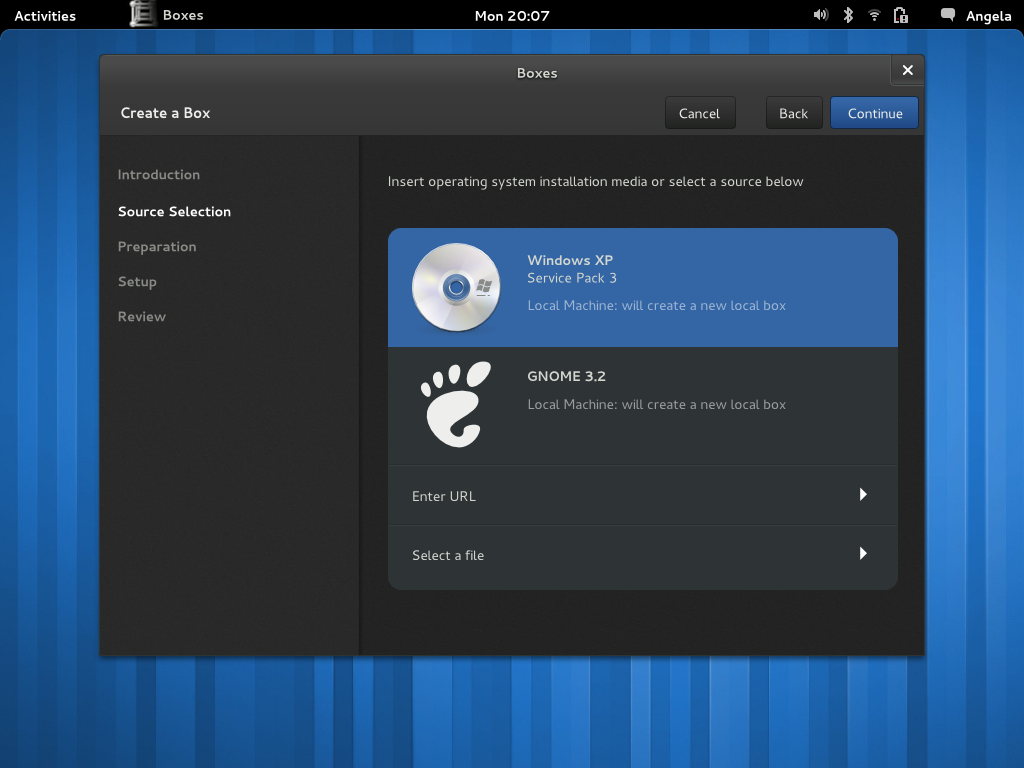 Activities Boxes Mon 20:07 Angela
Boxes
Create a Box Cancel Back Continue
Introduction
Source Selection
Preparation
Setup
Review
Insert operating system installation media or select a source below
Windows XP
Service Pack 3
Local Machine: will create a new local box
GNOME 3.2
Local Machine: will create a new local box
Enter URL
Select a file